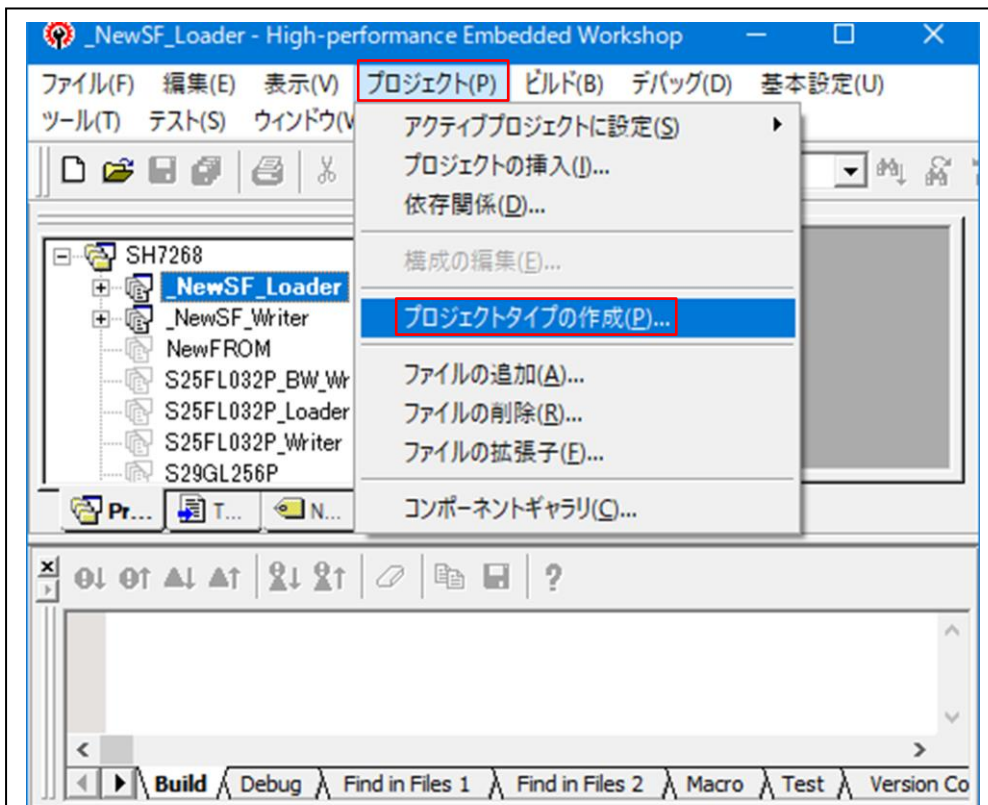 _NewSF_Loader - High-performance Embedded Workshop
ファイル(F) 編集(E) 表示(V) プロジェクト(P) ビルド(B) デバッグ(D) 基本設定(U)
ツール(T) テスト(S) ウィンドウ(V
アクティブプロジェクトに設定(S)
プロジェクトの挿入(I)...
依存関係(D)...
構成の編集(E)...
プロジェクトタイプの作成(P)...
ファイルの追加(A)...
ファイルの削除(R)...
ファイルの拡張子(F)...
コンポーネントギャラリ(C)...
SH7268
_NewSF_Loader
_NewSF_Writer
NewFROM
S25FL032P_BW_Wr
S25FL032P_Loader
S25FL032P_Writer
S29GL256P
Pr... T... N...
Build Debug Find in Files 1 Find in Files 2 Macro Test Version Co